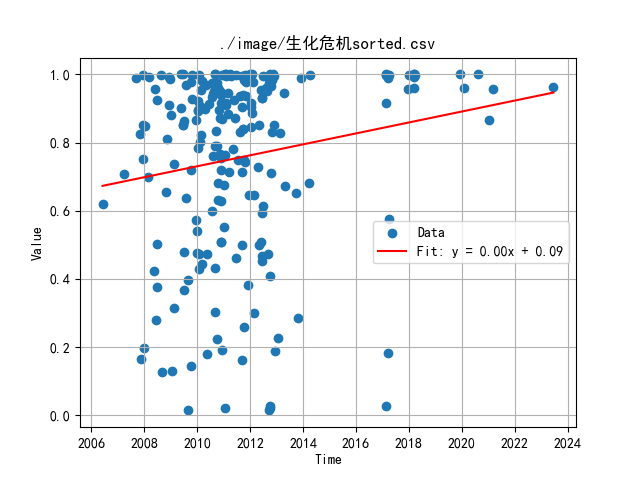 ./image/生化危机sorted.csv
1.0
0.8
0.6
0.4
0.2
0.0
Value
Data
Fit: y = 0.00x + 0.09
2006 2008 2010 2012 2014 2016 2018 2020 2022 2024
Time